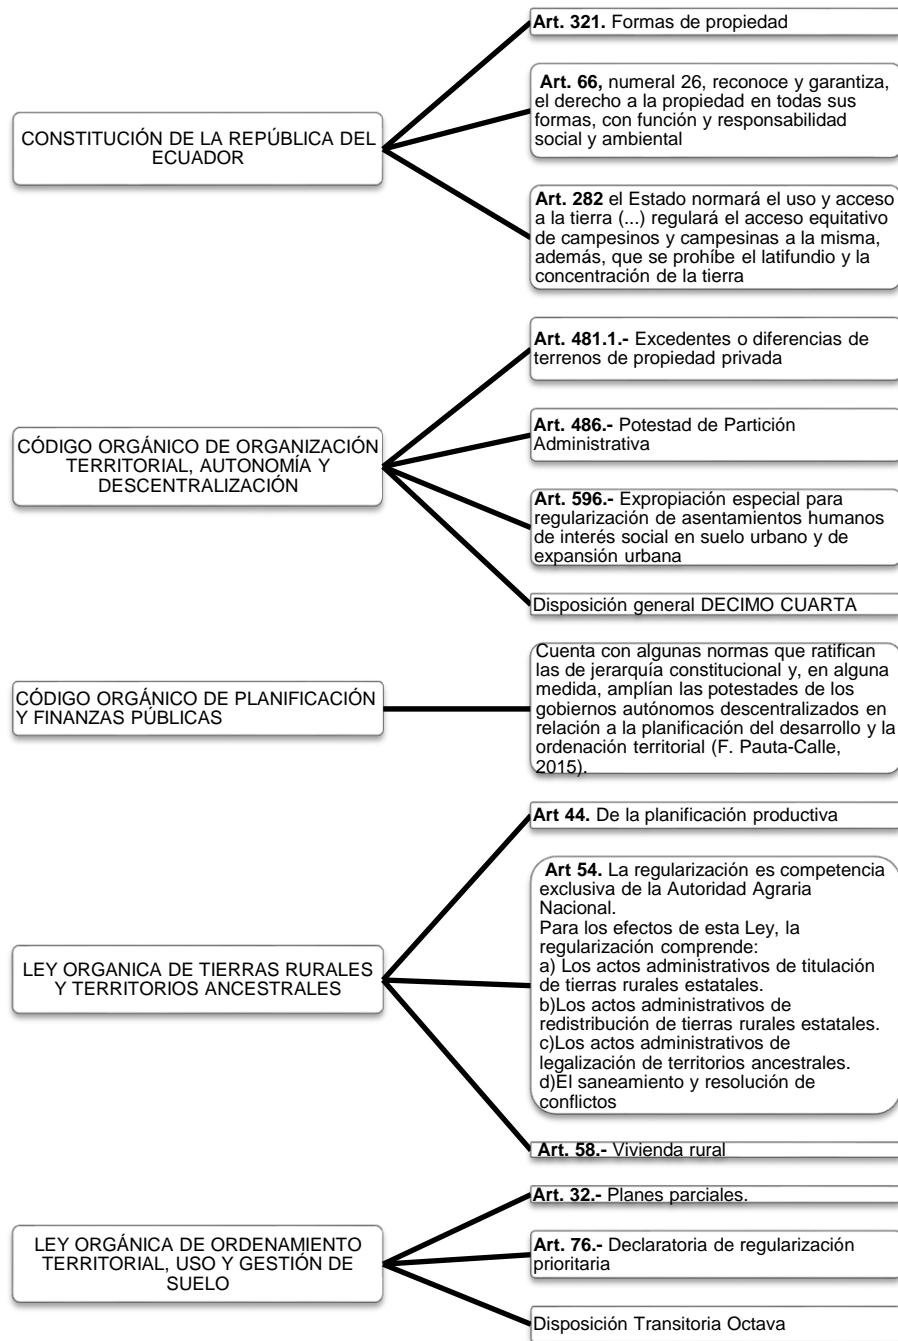 CONSTITUCIÓN DE LA REPÚBLICA DEL
ECUADOR
Art. 321. Formas de propiedad
Art. 66, numeral 26, reconoce y garantiza,
el derecho a la propiedad en todas sus
formas, con función y responsabilidad
social y ambiental
Art. 282 el Estado normará el uso y acceso
a la tierra (...) regulará el acceso equitativo
de campesinos y campesinas a la misma,
además, que se prohíbe el latifundio y la
concentración de la tierra
CÓDIGO ORGÁNICO DE ORGANIZACIÓN
TERRITORIAL, AUTONOMÍA Y
DESCENTRALIZACIÓN
Art. 481.1.- Excedentes o diferencias de
terrenos de propiedad privada
Art. 486.- Potestad de Partición
Administrativa
Art. 596.- Expropiación especial para
regularización de asentamientos humanos
de interés social en suelo urbano y de
expansión urbana
Disposición general DECIMO CUARTA
CÓDIGO ORGÁNICO DE PLANIFICACIÓN
Y FINANZAS PÚBLICAS
Cuenta con algunas normas que ratifican
las de jerarquía constitucional y, en alguna
medida, amplían las potestades de los
gobiernos autónomos descentralizados en
relación a la planificación del desarrollo y la
ordenación territorial (F. Pauta-Calle,
2015).
LEY ORGANICA DE TIERRAS RURALES
Y TERRITORIOS ANCESTRALES
Art 44. De la planificación productiva
Art 54. La regularización es competencia
exclusiva de la Autoridad Agraria
Nacional.
Para los efectos de esta Ley, la
regularización comprende:
a) Los actos administrativos de titulación
de tierras rurales estatales.
b)Los actos administrativos de
redistribución de tierras rurales estatales.
c)Los actos administrativos de
legalización de territorios ancestrales.
d)El saneamiento y resolución de
conflictos
Art. 58.- Vivienda rural
LEY ORGÁNICA DE ORDENAMIENTO
TERRITORIAL, USO Y GESTIÓN DE
SUELO
Art. 32.- Planes parciales.
Art. 76.- Declaratoria de regularización
prioritaria
Disposición Transitoria Octava